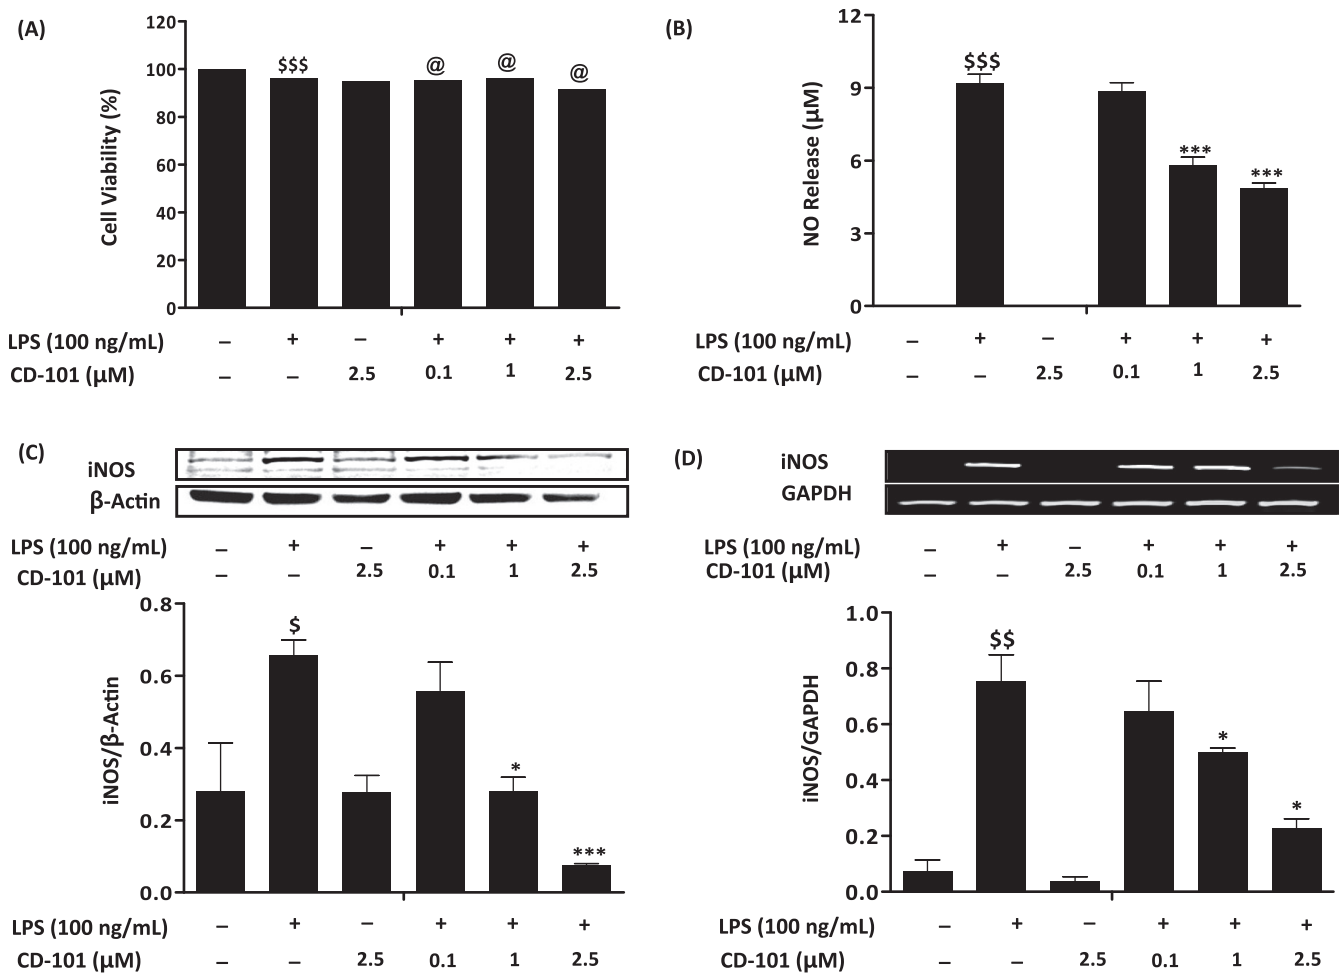 (A)
Cell Viability (%)
120
100
80
60
40
20
0
$$$ @ @ @
LPS (100 ng/mL) – + – + + +
CD-101 (µM) – – 2.5 0.1 1 2.5
(B)
NO Release (µM)
12
9
6
3
0
$$$ *** ***
LPS (100 ng/mL) – + – + + +
CD-101 (µM) – – 2.5 0.1 1 2.5
(C)
iNOS
β-Actin
LPS (100 ng/mL) – + – + + +
CD-101 (µM) – – 2.5 0.1 1 2.5
iNOS/β-Actin
0.8
0.6
0.4
0.2
0.0
$ * ***
LPS (100 ng/mL) – + – + + +
CD-101 (µM) – – 2.5 0.1 1 2.5
(D)
iNOS
GAPDH
LPS (100 ng/mL) – + – + + +
CD-101 (µM) – – 2.5 0.1 1 2.5
iNOS/GAPDH
1.0
0.8
0.6
0.4
0.2
0.0
$$ * *
LPS (100 ng/mL) – + – + + +
CD-101 (µM) – – 2.5 0.1 1 2.5